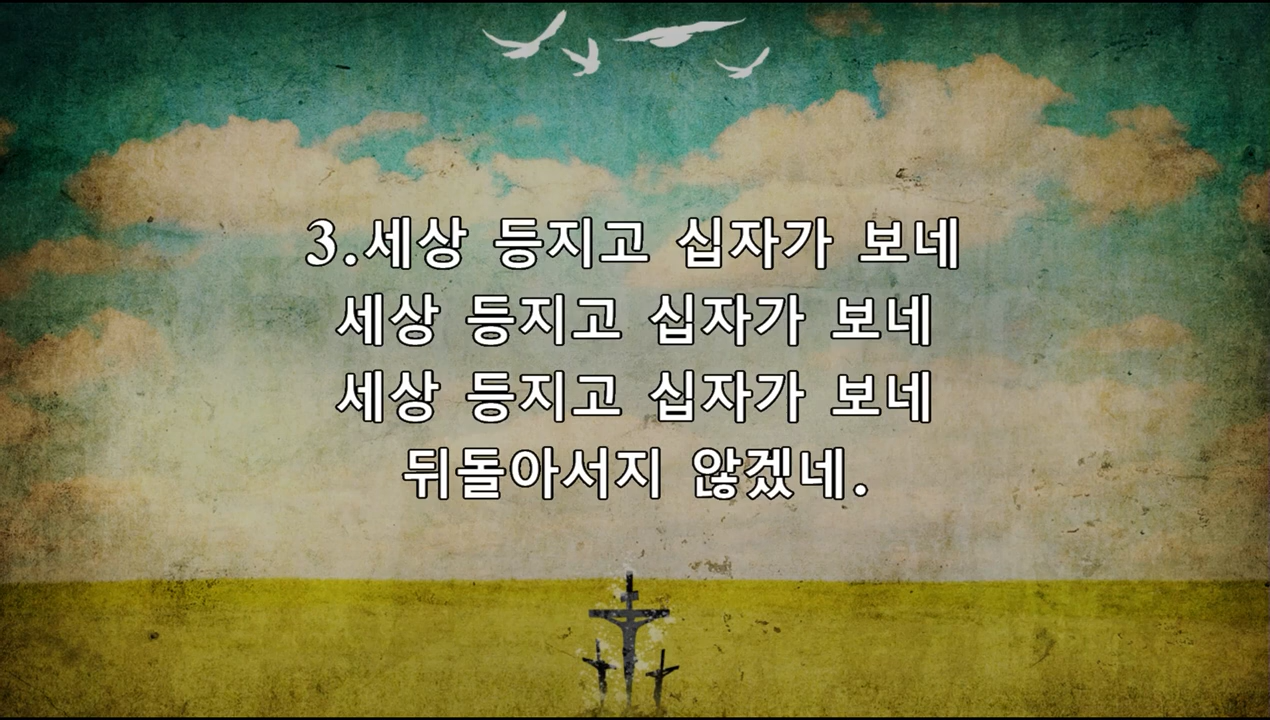 3.세상 등지고 십자가 보네
세상 등지고 십자가 보네
세상 등지고 십자가 보네
뒤돌아서지 않겠네.